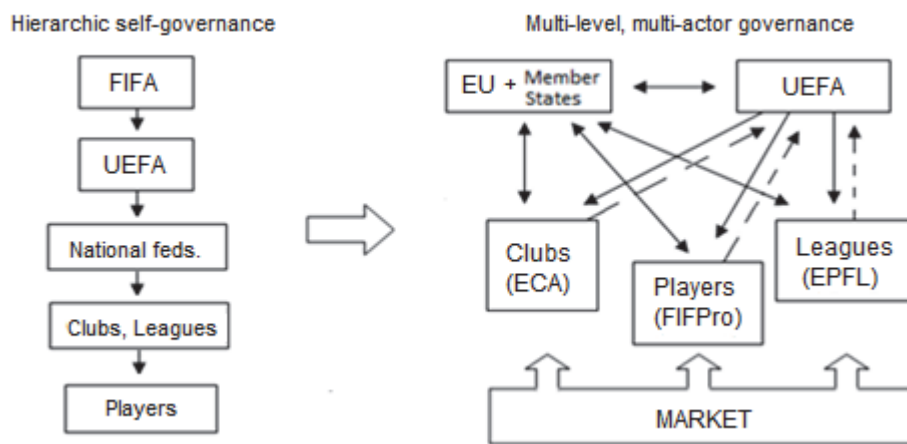 Hierarchic self-governance
FIFA
UEFA
National feds.
Clubs, Leagues
Players
Multi-level, multi-actor governance
EU + Member
States
UEFA
Clubs
(ECA)
Players
(FIFPro)
Leagues
(EPFL)
MARKET